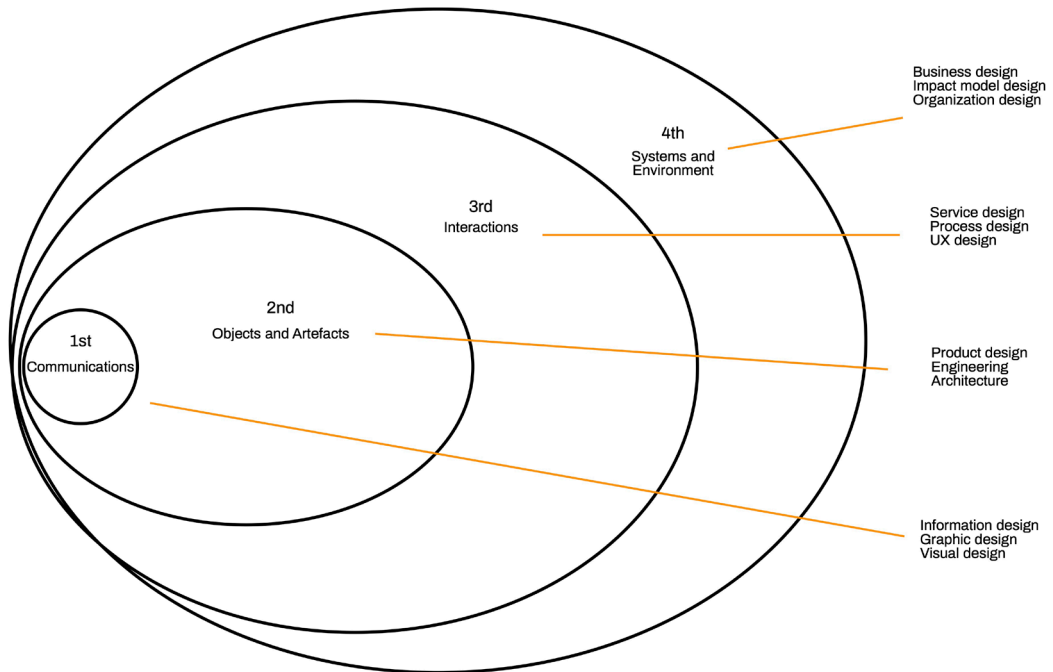 Business design
Impact model design
Organization design
4th
Systems and
Environment
3rd
Interactions
Service design
Process design
UX design
2nd
Objects and Artefacts
1st
Communications
Product design
Engineering
Architecture
Information design
Graphic design
Visual design